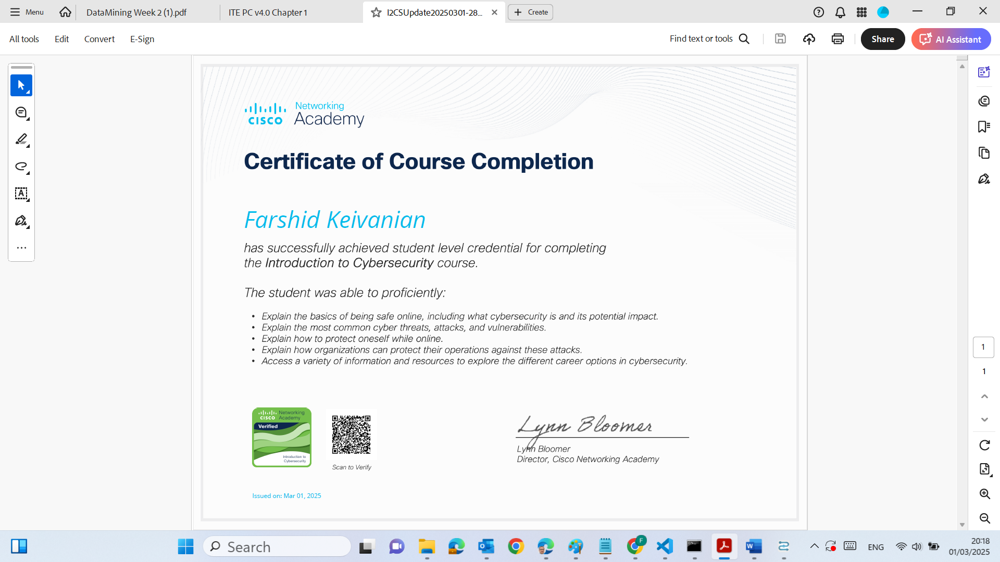 Menu
DataMining Week 2 (1).pdf
ITE PC v4.0 Chapter 1
I2CSUpdate20250301-28...
Create
All tools
Edit
Convert
E-Sign
Find text or tools
Share
AI Assistant
CISCO
Networking
Academy
Certificate of Course Completion
Farshid Keivanian
has successfully achieved student level credential for completing
the Introduction to Cybersecurity course.
The student was able to proficiently:
• Explain the basics of being safe online, including what cybersecurity is and its potential impact.
• Explain the most common cyber threats, attacks, and vulnerabilities.
• Explain how to protect oneself while online.
• Explain how organizations can protect their operations against these attacks.
• Access a variety of information and resources to explore the different career options in cybersecurity.
CISCO
Networking
Academy
Verified
Introduction to
Cybersecurity
Scan to Verify
Lynn Bloomer
Lynn Bloomer
Director, Cisco Networking Academy
Issued on: Mar 01, 2025
1
1
Search
F
ENG
20:18
01/03/2025